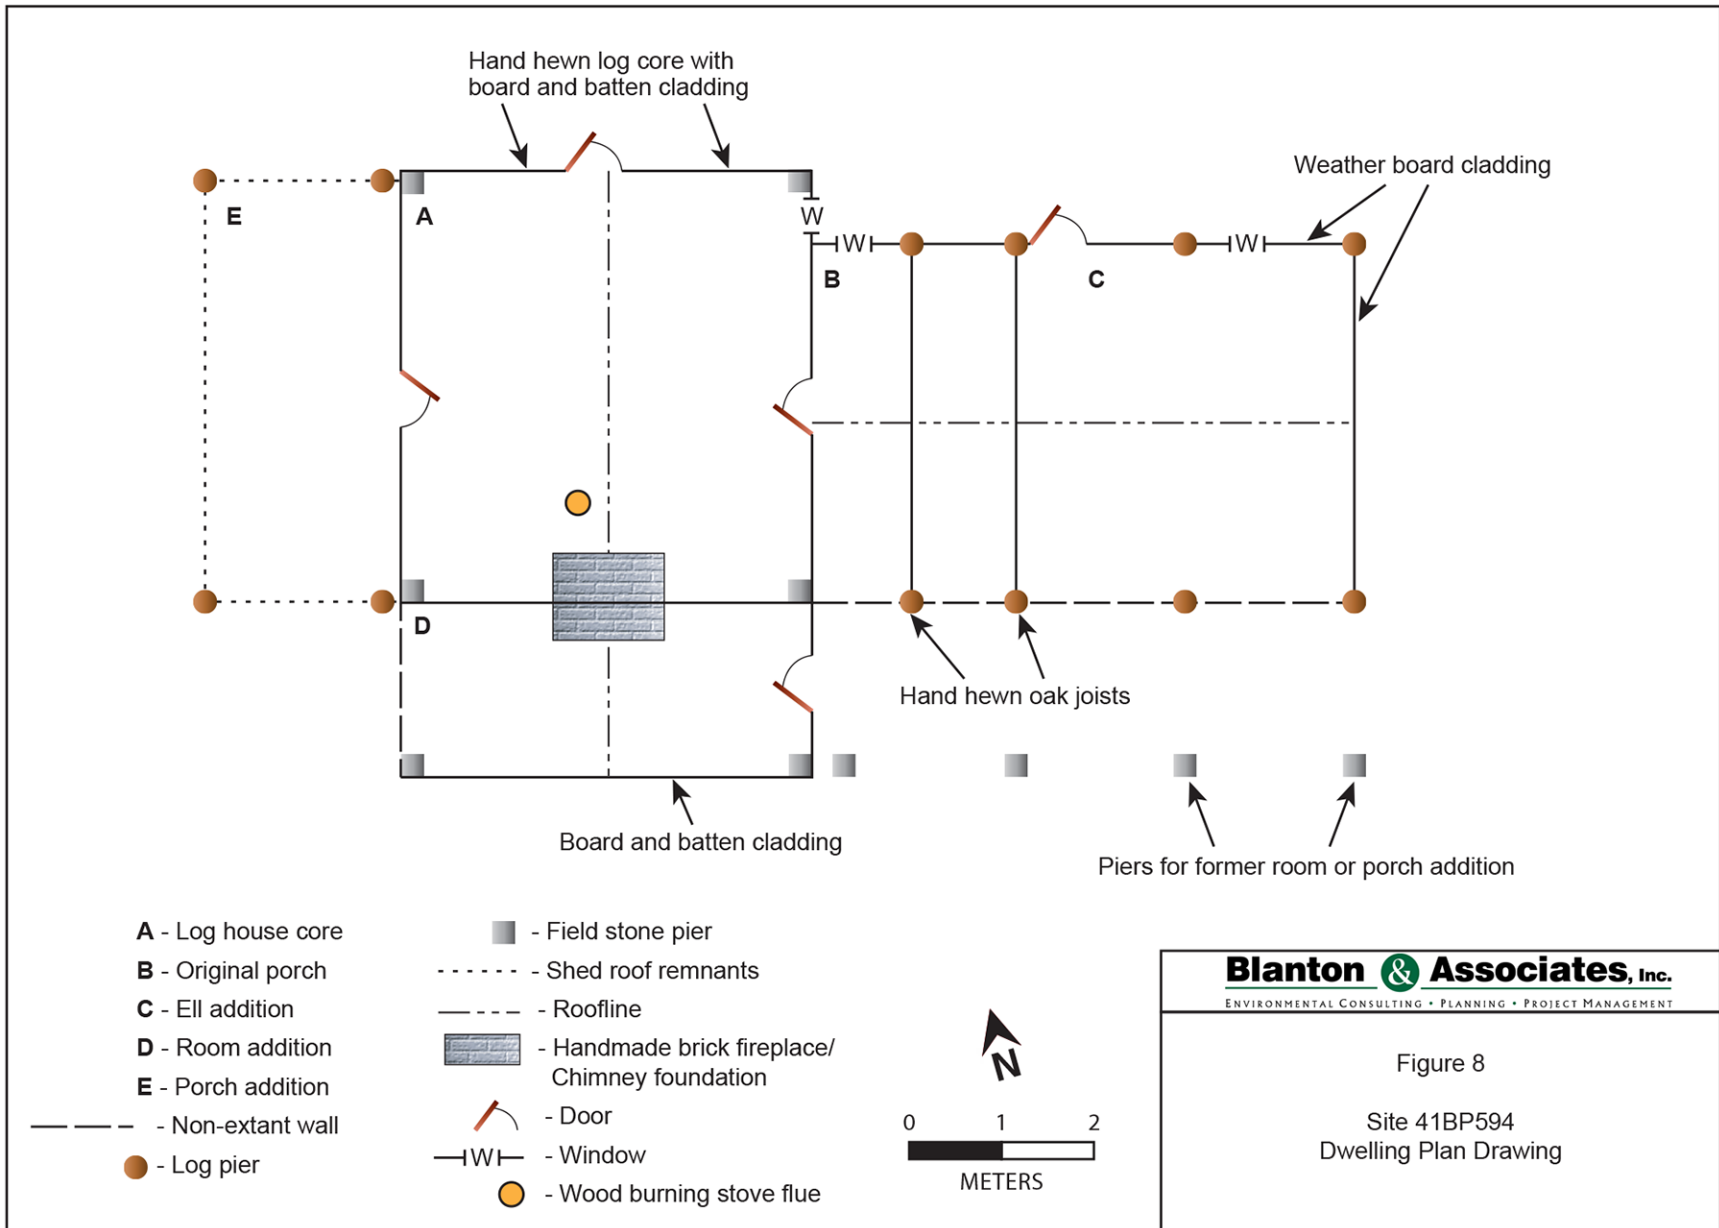 Hand hewn log core with
board and batten cladding
Weather board cladding
E
A
W
W
W
B
C
D
Hand hewn oak joists
Board and batten cladding
Piers for former room or porch addition
A - Log house core
B - Original porch
C - Ell addition
D - Room addition
E - Porch addition
- Non-extant wall
- Log pier
- Field stone pier
- Shed roof remnants
- Roofline
- Handmade brick fireplace/
Chimney foundation
- Door
W - Window
- Wood burning stove flue
N
0 1 2
METERS
Blanton & Associates, Inc.
ENVIRONMENTAL CONSULTING • PLANNING • PROJECT MANAGEMENT
Figure 8
Site 41BP594
Dwelling Plan Drawing